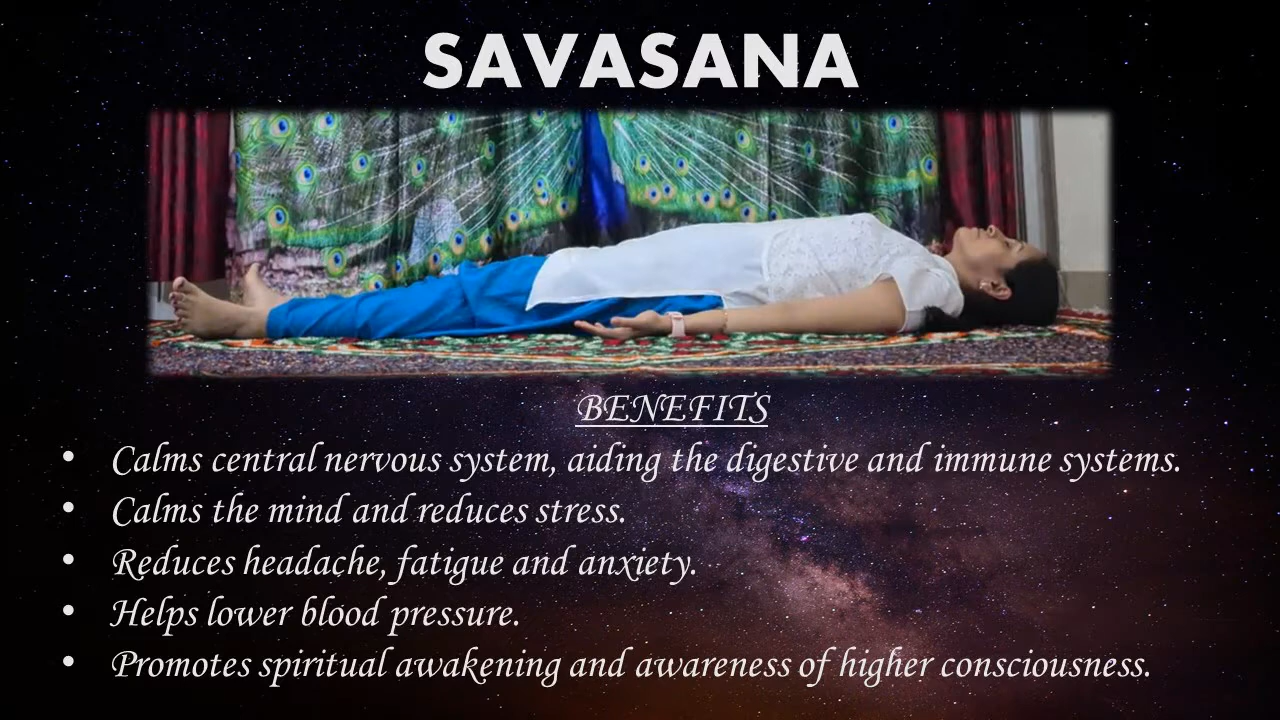 SAVASANA
BENEFITS
• Calms central nervous system, aiding the digestive and immune systems.
• Calms the mind and reduces stress.
• Reduces headache, fatigue and anxiety.
• Helps lower blood pressure.
• Promotes spiritual awakening and awareness of higher consciousness.